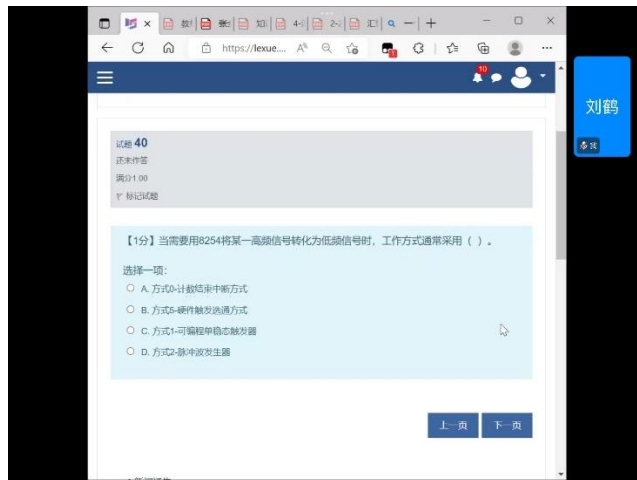 教
2-
https://lexue....
10
刘鹤
试题 40
还未作答
满分1.00
标记试题
【1分】当需要用8254将某一高频信号转化为低频信号时，工作方式通常采用（ ）。
选择一项：
A. 方式0-计数结束中断方式
B. 方式5-硬件触发选通方式
C. 方式1-可编程单稳态触发器
D. 方式2-脉冲波发生器
上一页 下一页